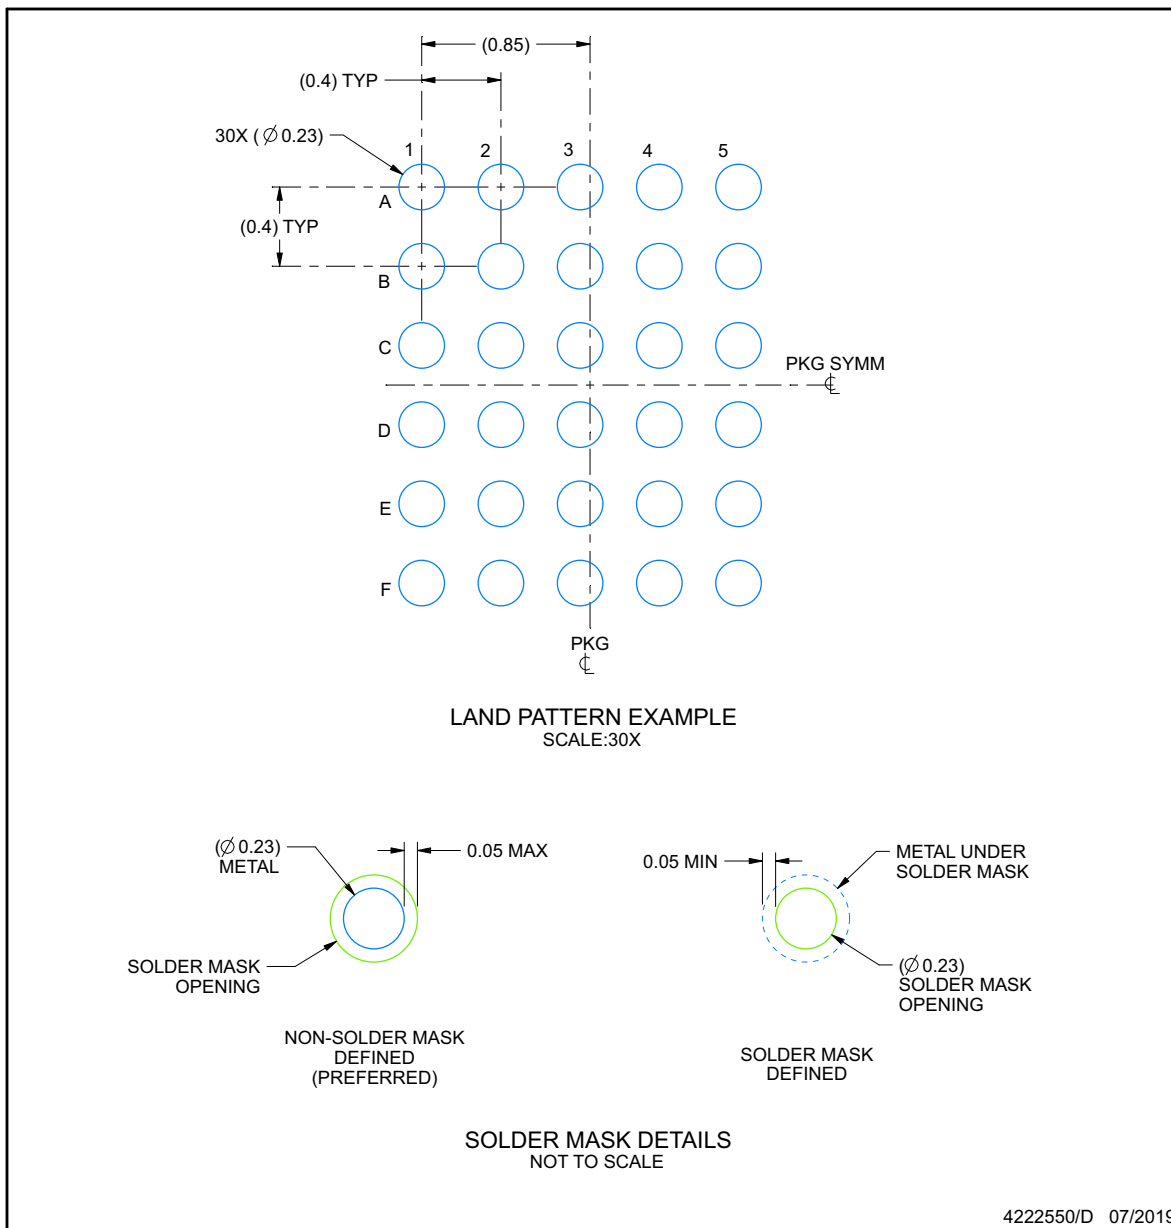 (0.85)
(0.4) TYP
30X (∅0.23)
1 2 3 4 5
A
(0.4) TYP
B
C
PKG SYMM
℄
D
E
F
PKG
℄
LAND PATTERN EXAMPLE
SCALE:30X
(∅0.23)
METAL
0.05 MAX
SOLDER MASK
OPENING
NON-SOLDER MASK
DEFINED
(PREFERRED)
0.05 MIN
METAL UNDER
SOLDER MASK
(∅0.23)
SOLDER MASK
OPENING
SOLDER MASK
DEFINED
SOLDER MASK DETAILS
NOT TO SCALE
4222550/D 07/2019